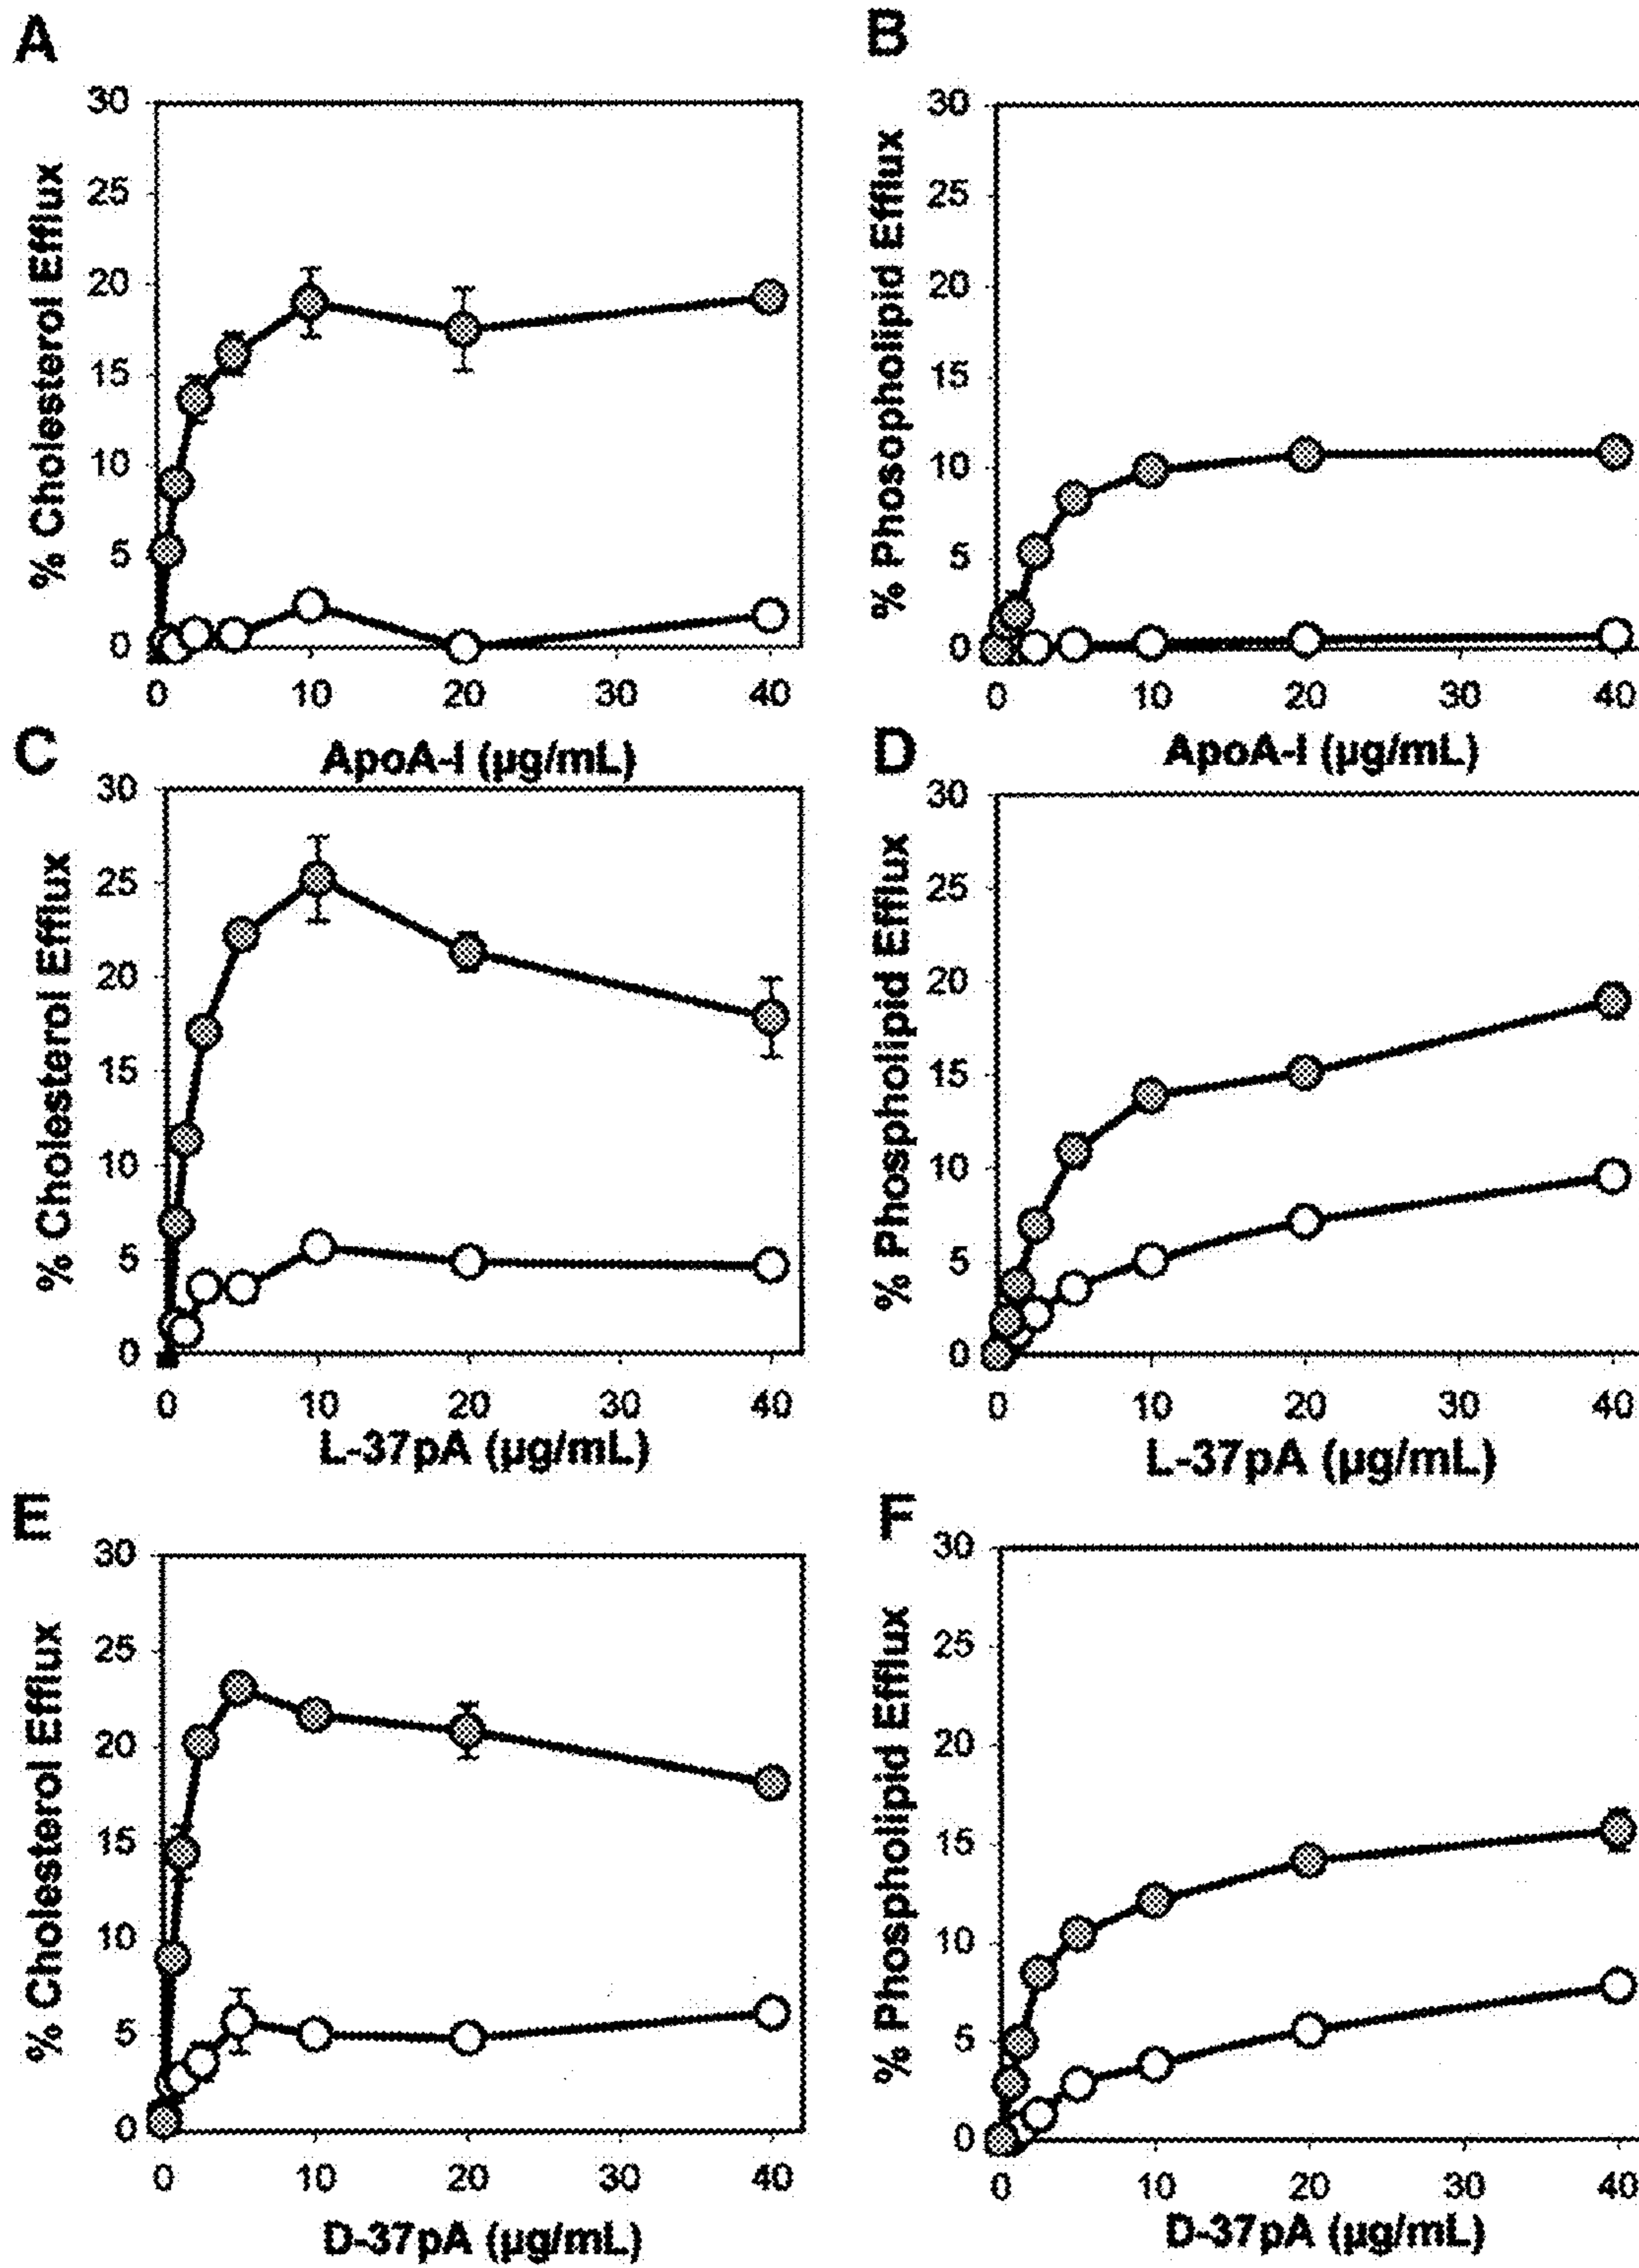 A
% Cholesterol Efflux
30
25
20
15
10
5
0
0 10 20 30 40
ApoA-I (µg/mL)
B
% Phosopholipid Efflux
30
25
20
15
10
5
0
0 10 20 30 40
ApoA-I (µg/mL)
C
% Cholesterol Efflux
30
25
20
15
10
5
0
0 10 20 30 40
L-37pA (µg/mL)
D
% Phospholipid Efflux
30
25
20
15
10
5
0
0 10 20 30 40
L-37pA (µg/mL)
E
% Cholesterol Efflux
30
25
20
15
10
5
0
0 10 20 30 40
D-37pA (µg/mL)
F
% Phospholipid Efflux
30
25
20
15
10
5
0
0 10 20 30 40
D-37pA (µg/mL)